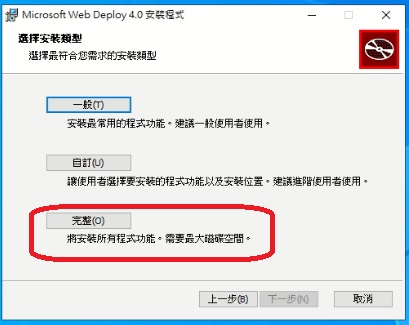 Microsoft Web Deploy 4.0 安裝程式
選擇安裝類型
選擇最符合您需求的安裝類型
一般(T)
安裝最常用的程式功能。建議一般使用者使用。
自訂(U)
讓使用者選擇要安裝的程式功能以及安裝位置。建議進階使用者使用。
完整(O)
將安裝所有程式功能。需要最大磁碟空間。
上一步(B)
下一步(N)
取消